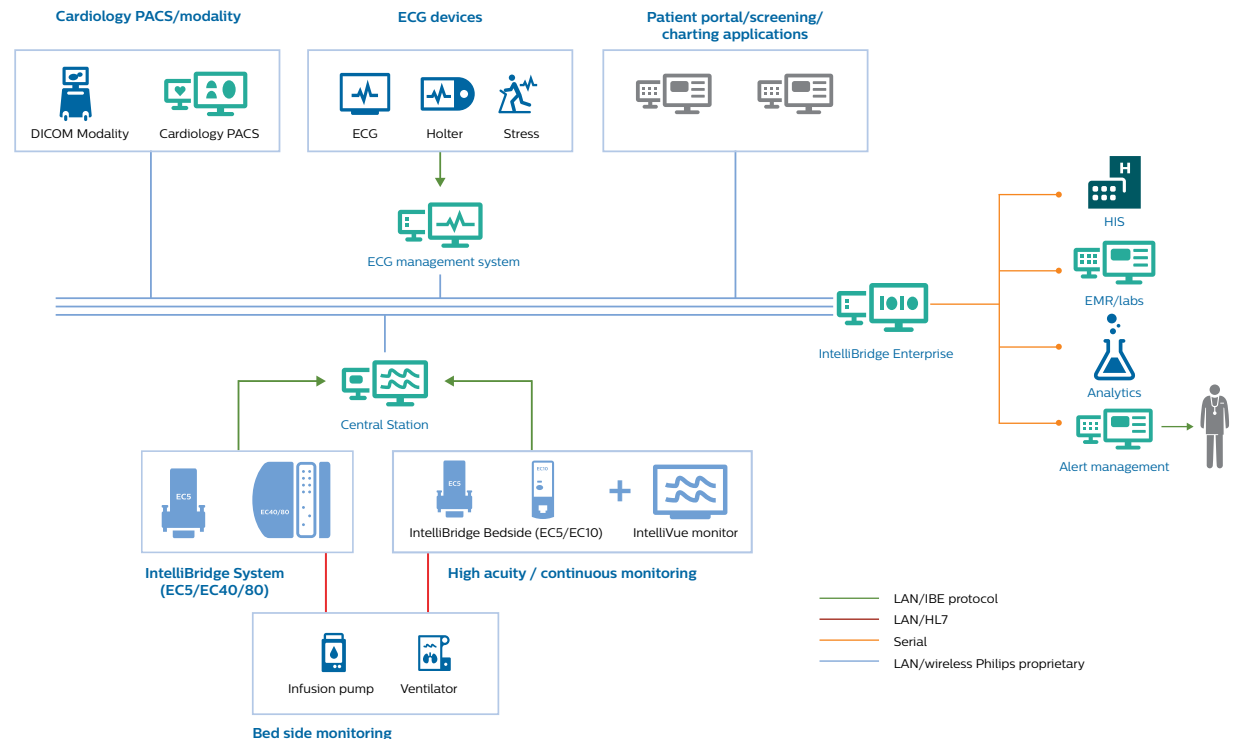 Cardiology PACS/modality
ECG devices
Patient portal/screening/
charting applications
DICOM Modality
Cardiology PACS
ECG
Holter
Stress
H
HIS
ECG management system
EMR/labs
IOIO
IntelliBridge Enterprise
Analytics
Central Station
Alert management
EC5
EC40/80
EC5
EC10
+
IntelliBridge Bedside (EC5/EC10)
IntelliVue monitor
IntelliBridge System
(EC5/EC40/80)
High acuity / continuous monitoring
LAN/IBE protocol
LAN/HL7
Serial
LAN/wireless Philips proprietary
Infusion pump
Ventilator
Bed side monitoring